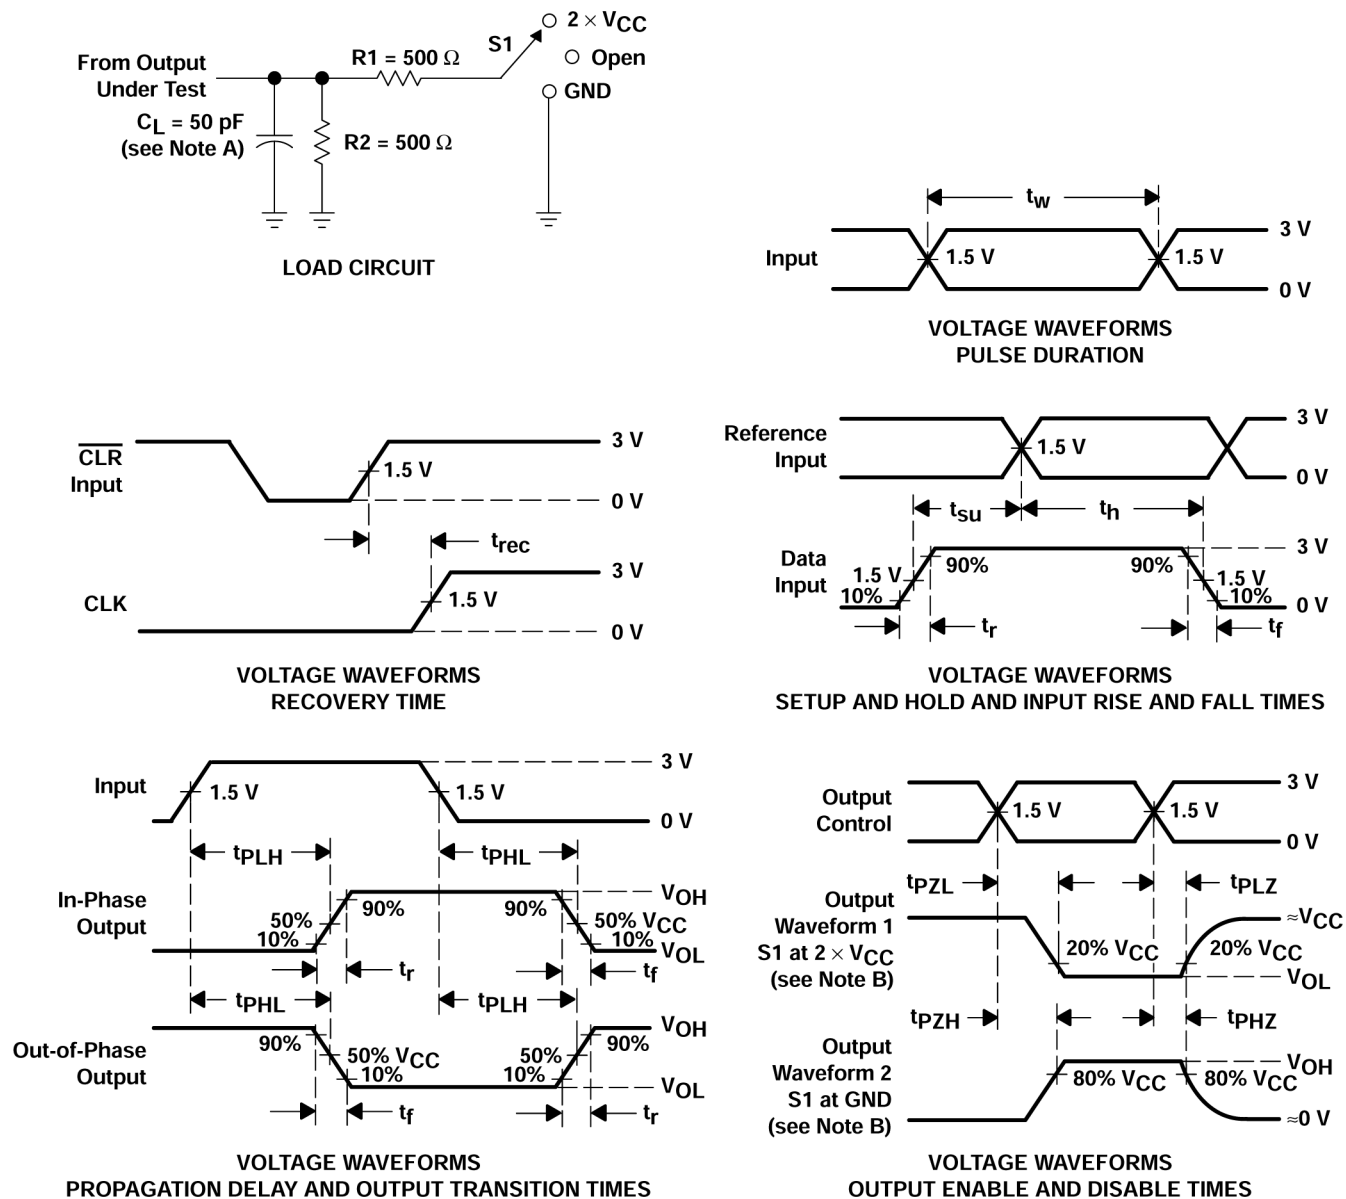 2 × VCC
S1
Open
From Output
Under Test
R1 = 500 Ω
GND
CL = 50 pF
(see Note A)
R2 = 500 Ω
LOAD CIRCUIT
tw
3 V
Input
1.5 V
1.5 V
0 V
VOLTAGE WAVEFORMS
PULSE DURATION
CLR
Input
3 V
1.5 V
0 V
trec
CLK
3 V
1.5 V
0 V
VOLTAGE WAVEFORMS
RECOVERY TIME
Reference
Input
3 V
1.5 V
0 V
tsu
th
Data
Input
3 V
90%
90%
1.5 V
1.5 V
10%
10%
0 V
tr
tf
VOLTAGE WAVEFORMS
SETUP AND HOLD AND INPUT RISE AND FALL TIMES
Input
3 V
1.5 V
1.5 V
0 V
tPLH
tPHL
In-Phase
Output
VOH
90%
90%
50%
50% VCC
10%
10%
VOL
tr
tf
tPHL
tPLH
Out-of-Phase
Output
VOH
90%
90%
50% VCC
50%
10%
10%
VOL
tf
tr
VOLTAGE WAVEFORMS
PROPAGATION DELAY AND OUTPUT TRANSITION TIMES
Output
Control
3 V
1.5 V
1.5 V
0 V
tPZL
tPLZ
Output
Waveform 1
S1 at 2 × VCC
(see Note B)
≈VCC
20% VCC
20% VCC
VOL
tPZH
tPHZ
Output
Waveform 2
S1 at GND
(see Note B)
VOH
80% VCC
80% VCC
≈0 V
VOLTAGE WAVEFORMS
OUTPUT ENABLE AND DISABLE TIMES